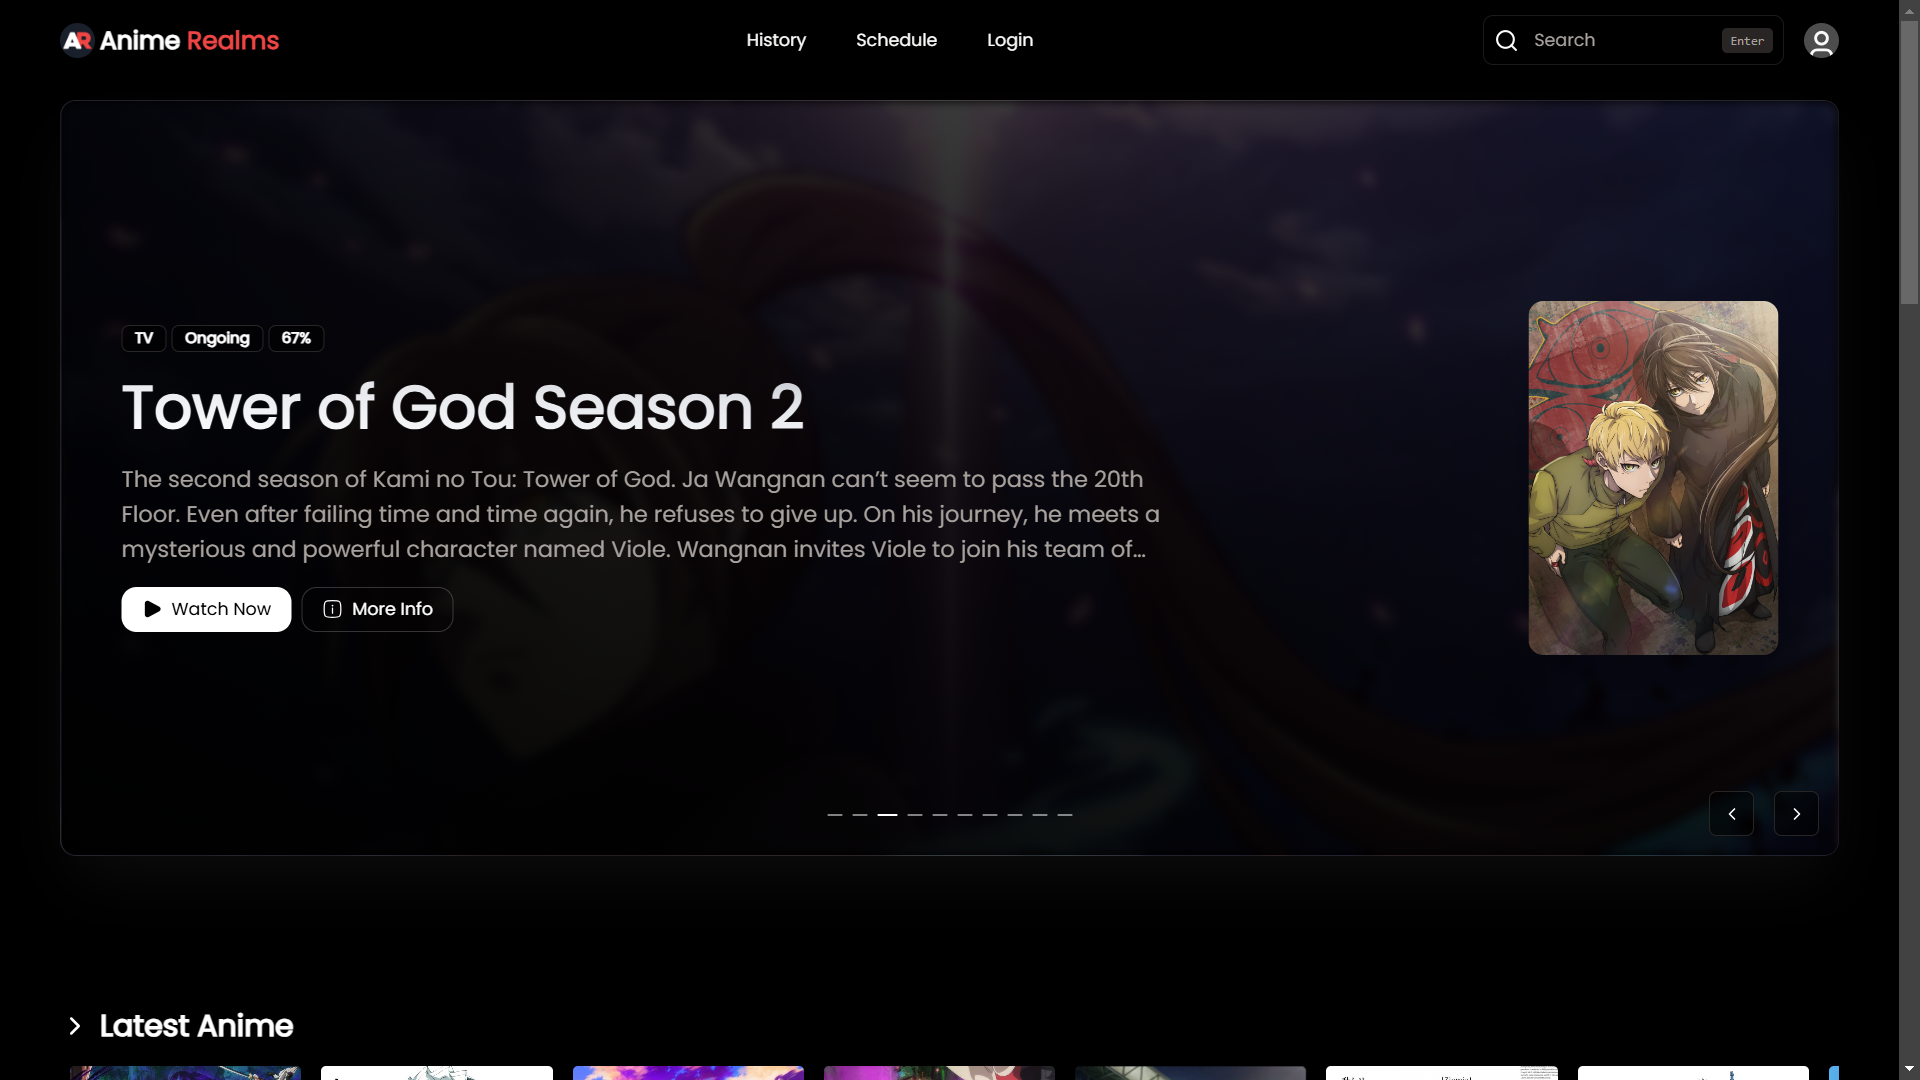 AR Anime Realms
History
Schedule
Login
Search
Enter
TV
Ongoing
67%
Tower of God Season 2
The second season of Kami no Tou: Tower of God. Ja Wangnan can’t seem to pass the 20th
Floor. Even after failing time and time again, he refuses to give up. On his journey, he meets a
mysterious and powerful character named Viole. Wangnan invites Viole to join his team of...
Watch Now
More Info
Latest Anime